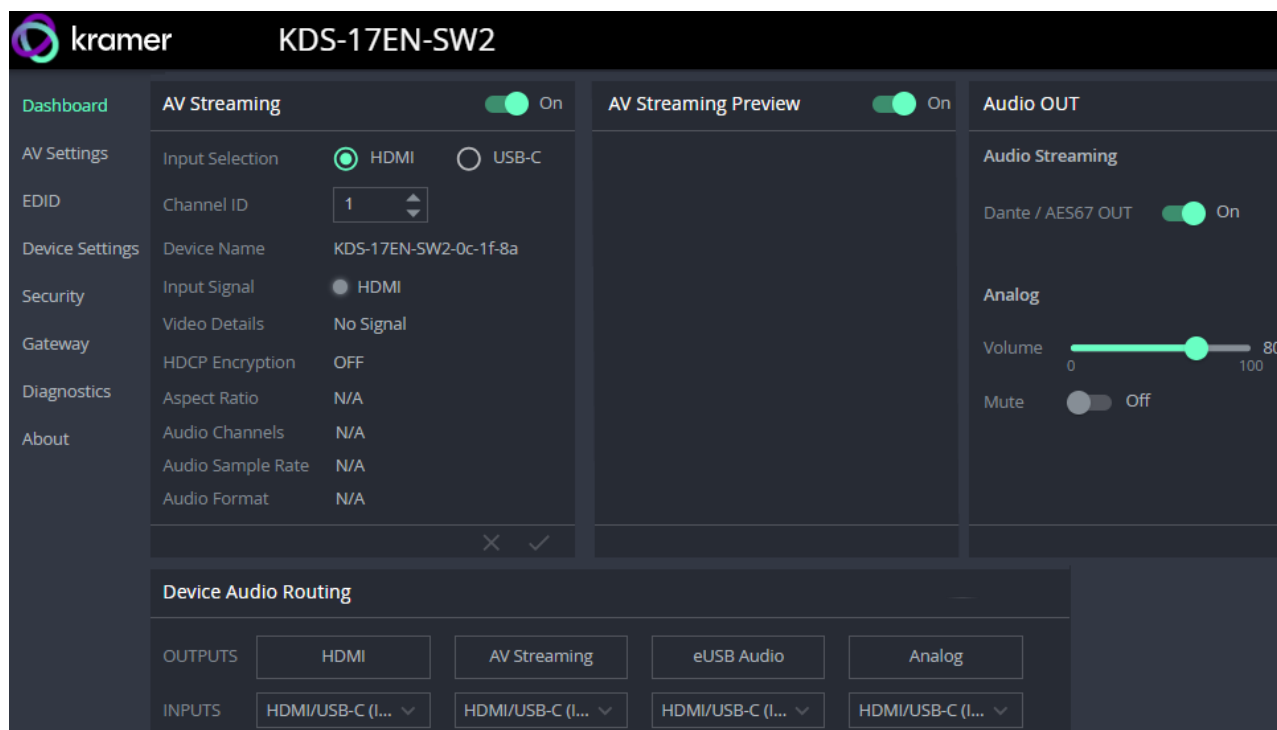 kramer KDS-17EN-SW2
Dashboard
AV Settings
EDID
Device Settings
Security
Gateway
Diagnostics
About
AV Streaming On
Input Selection HDMI USB-C
Channel ID 1
Device Name KDS-17EN-SW2-0c-1f-8a
Input Signal HDMI
Video Details No Signal
HDCP Encryption OFF
Aspect Ratio N/A
Audio Channels N/A
Audio Sample Rate N/A
Audio Format N/A
AV Streaming Preview On
Audio OUT
Audio Streaming
Dante / AES67 OUT On
Analog
Volume 80
0 100
Mute Off
Device Audio Routing
OUTPUTS HDMI AV Streaming eUSB Audio Analog
INPUTS HDMI/USB-C (I... HDMI/USB-C (I... HDMI/USB-C (I... HDMI/USB-C (I...